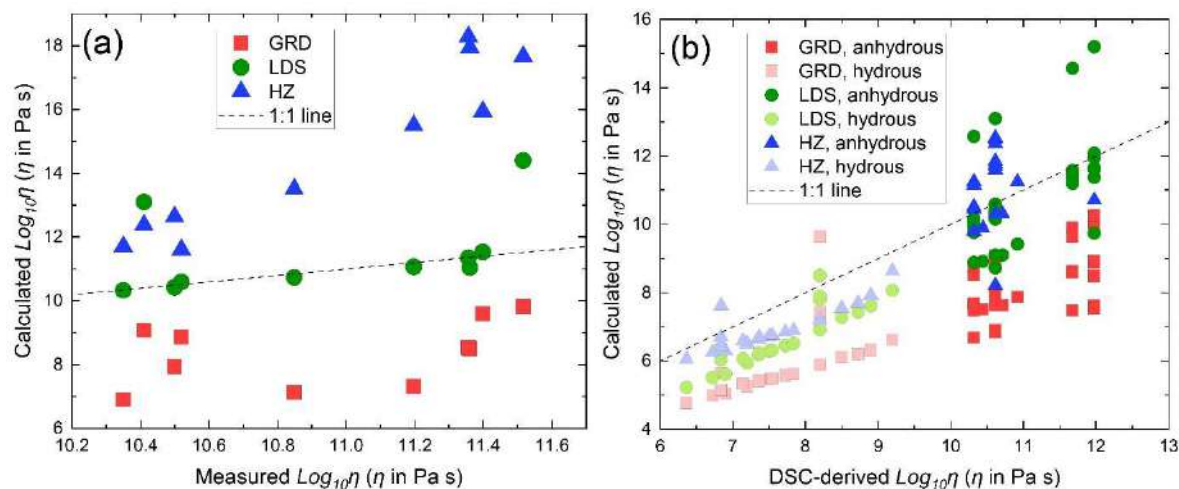 (a)
GRD
LDS
HZ
1:1 line
18
16
14
12
10
8
6
10.2 10.4 10.6 10.8 11.0 11.2 11.4 11.6
Calculated Log₁₀η (η in Pa s)
Measured Log₁₀η (η in Pa s)
(b)
GRD, anhydrous
GRD, hydrous
LDS, anhydrous
LDS, hydrous
HZ, anhydrous
HZ, hydrous
1:1 line
16
14
12
10
8
6
4
6 7 8 9 10 11 12 13
Calculated Log₁₀η (η in Pa s)
DSC-derived Log₁₀η (η in Pa s)